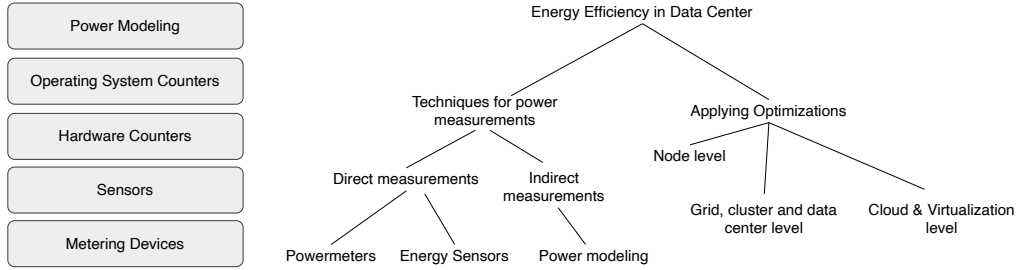 Power Modeling
Operating System Counters
Hardware Counters
Sensors
Metering Devices
Energy Efficiency in Data Center
Techniques for power
measurements
Applying Optimizations
Direct measurements
Indirect
measurements
Node level
Grid, cluster and data
center level
Cloud & Virtualization
level
Powermeters
Energy Sensors
Power modeling